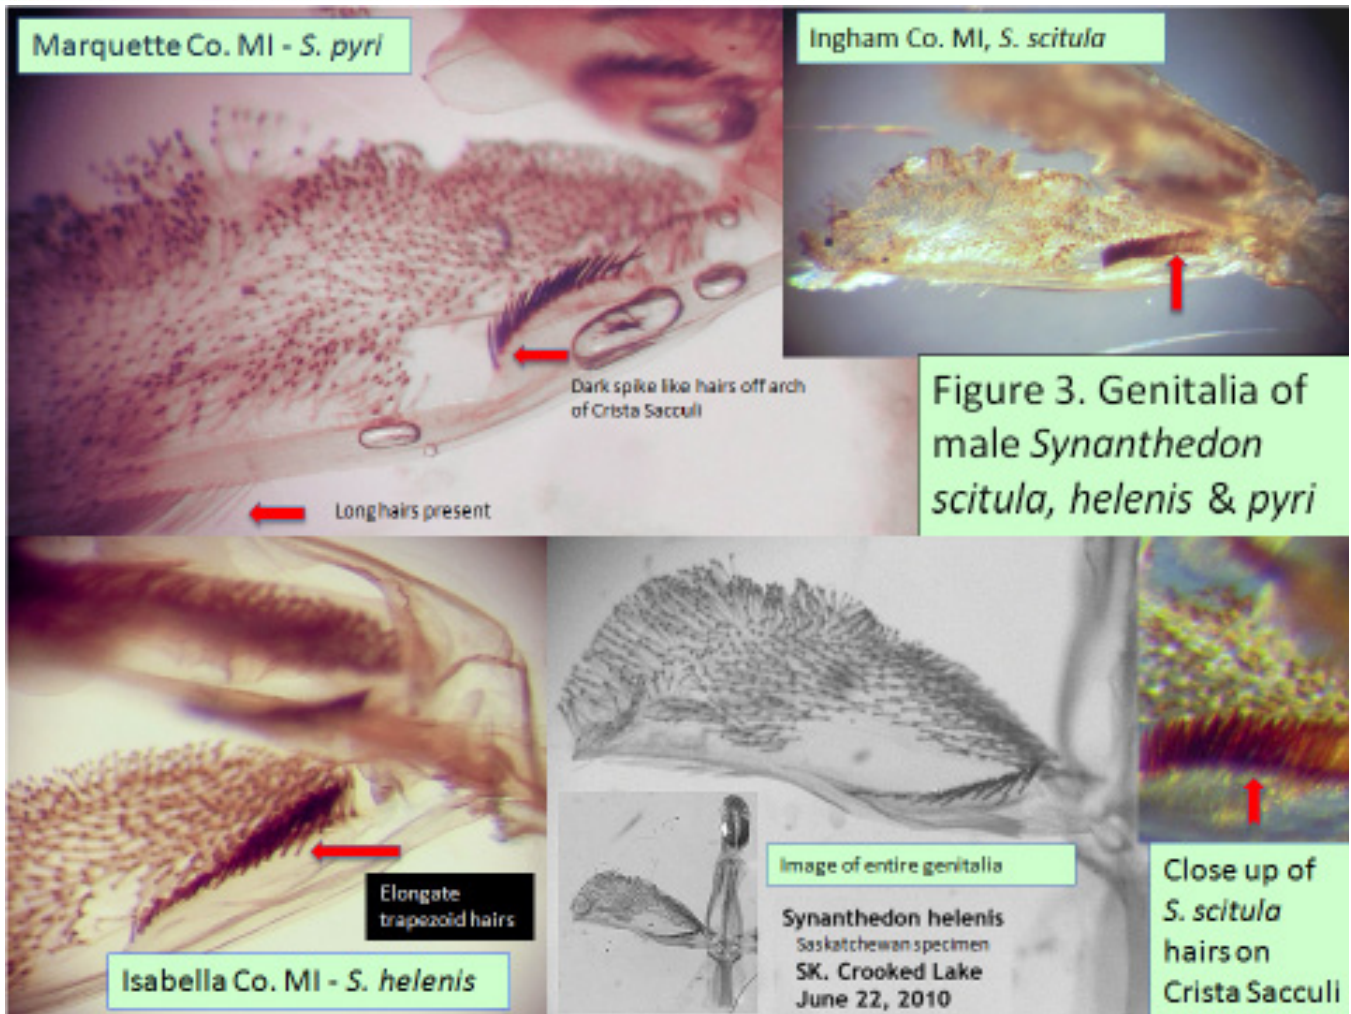 Marquette Co. MI - S. pyri
Ingham Co. MI, S. scitula
Dark spike like hairs off arch
of Crista Sacculi
Long hairs present
Figure 3. Genitalia of
male Synanthedon
scitula, helenis & pyri
Elongate
trapezoid hairs
Isabella Co. MI - S. helenis
Image of entire genitalia
Synanthedon helenis
Saskatchewan specimen
SK. Crooked Lake
June 22, 2010
Close up of
S. scitula
hairs on
Crista Sacculi